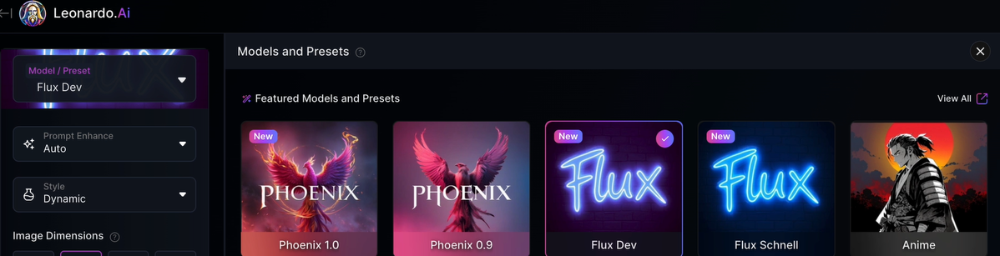 Leonardo.Ai
Model / Preset
Flux Dev
Prompt Enhance
Auto
Style
Dynamic
Image Dimensions
Models and Presets
Featured Models and Presets
View All
New
PHOENIX
Phoenix 1.0
PHOENIX
Phoenix 0.9
New
Flux
Flux Dev
New
Flux
Flux Schnell
Anime